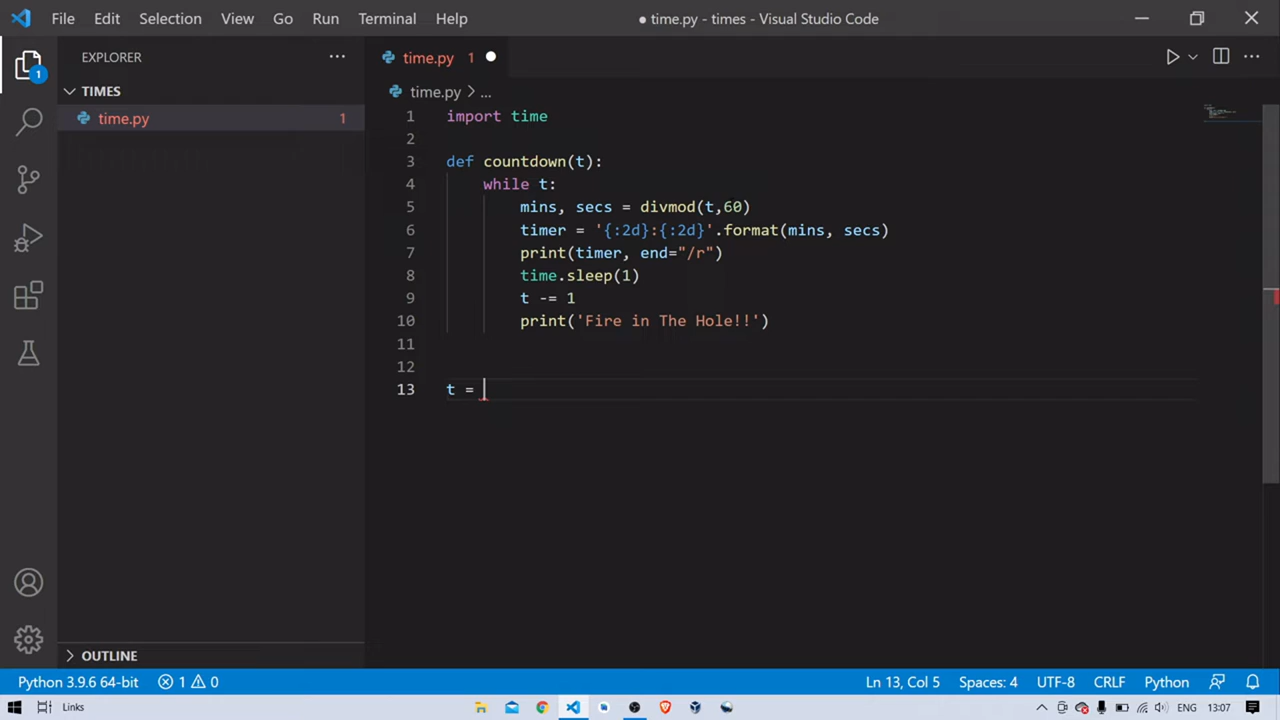 File Edit Selection View Go Run Terminal Help
● time.py - times - Visual Studio Code
EXPLORER
time.py 1
1
TIMES
time.py > ...
time.py 1
1 import time
2
3 def countdown(t):
4 while t:
5 mins, secs = divmod(t,60)
6 timer = '{:2d}:{:2d}'.format(mins, secs)
7 print(timer, end="/r")
8 time.sleep(1)
9 t -= 1
10 print('Fire in The Hole!!')
11
12
13 t =
OUTLINE
Python 3.9.6 64-bit 1 0 Ln 13, Col 5 Spaces: 4 UTF-8 CRLF Python
Links ENG 13:07